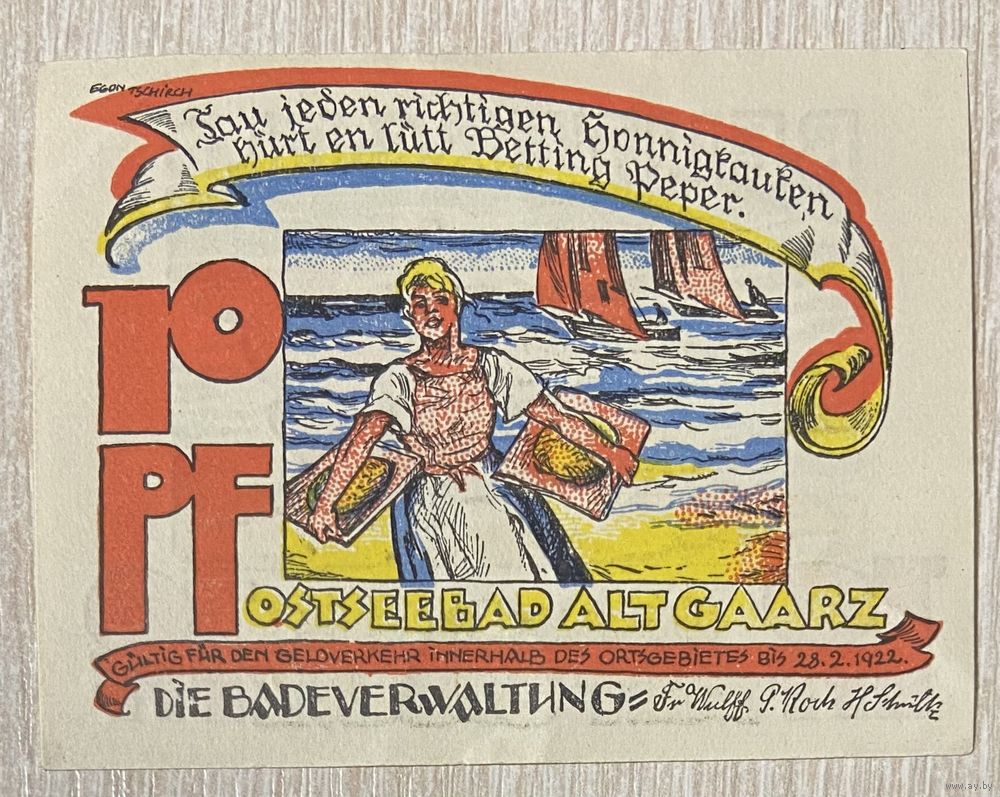 EGON TSCHIRCH
Tau jeden richtigen Honnigkauken
hürt en lütt Betting Peper.
10
PF
OSTSEEBAD ALT GAARZ
GÜLTIG FÜR DEN GELDVERKEHR INNERHALB DES ORTSGEBIETES BIS 28.2.1922.
DIE BADEVERWALTUNG= Fr Wulff P. Koch H Schultz
www.ay.by